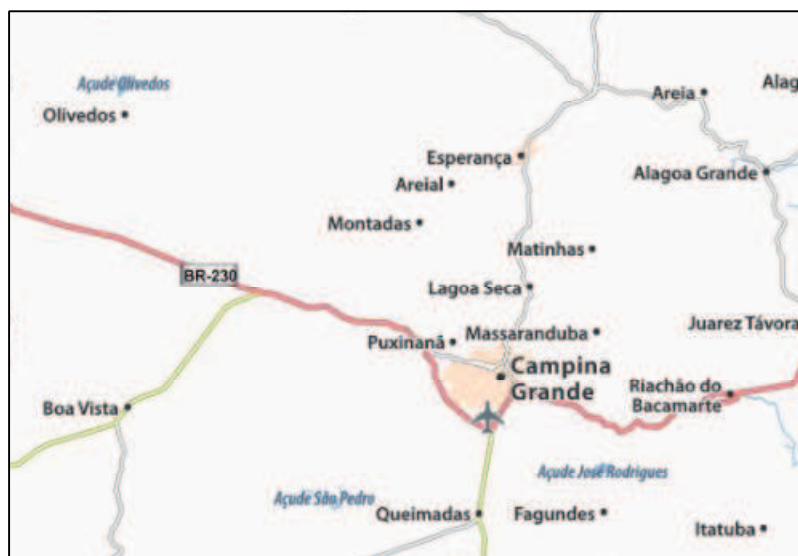 Açude Olivedos
Olivedos
Areia
Alag
Esperança
Areial
Alagoa Grande
Montadas
Matinhas
BR-230
Lagoa Seca
Juarez Távora
Puxinanã
Massaranduba
Campina
Grande
Riachão do
Bacamarte
Boa Vista
Açude José Rodrigues
Açude São Pedro
Queimadas
Fagundes
Itatuba